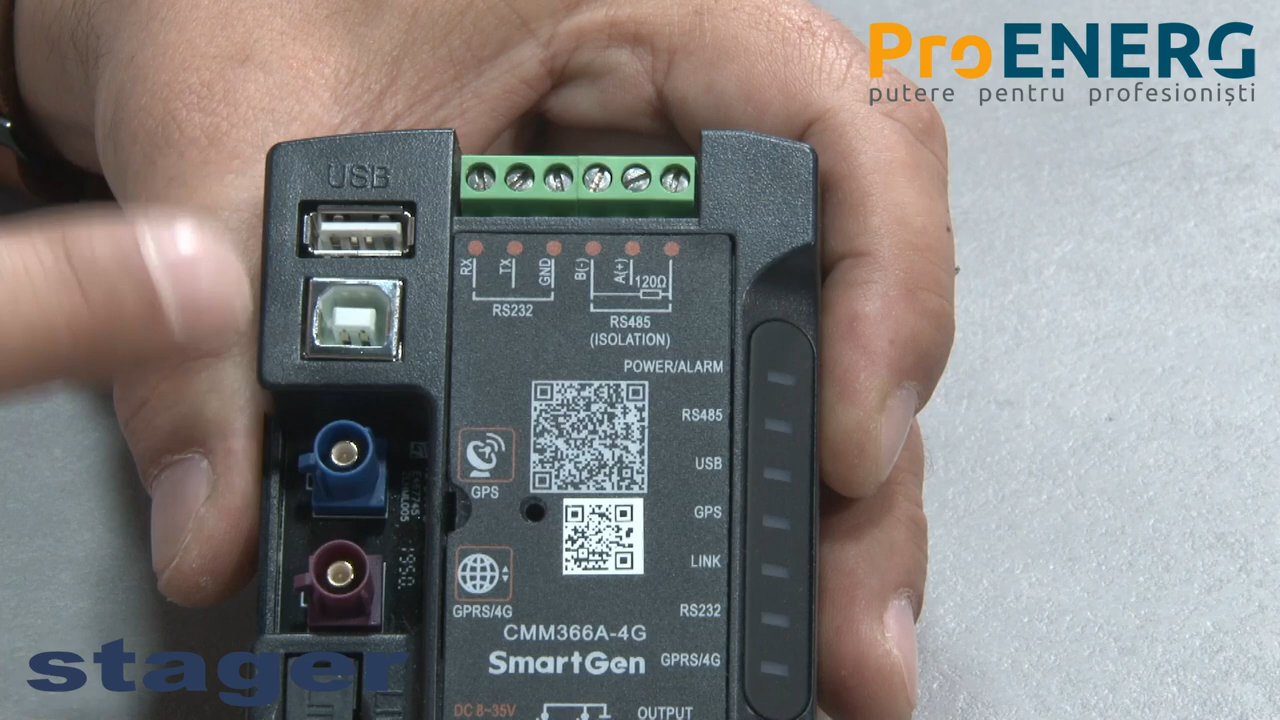 ProENERG
putere pentru profesioniști
USB
RX
TX
GND
B(-)
A(+)
120Ω
RS232
RS485
(ISOLATION)
POWER/ALARM
RS485
USB
GPS
GPS
LINK
GPRS/4G
RS232
CMM366A-4G
SmartGen
GPRS/4G
stager
DC 8~35V
OUTPUT